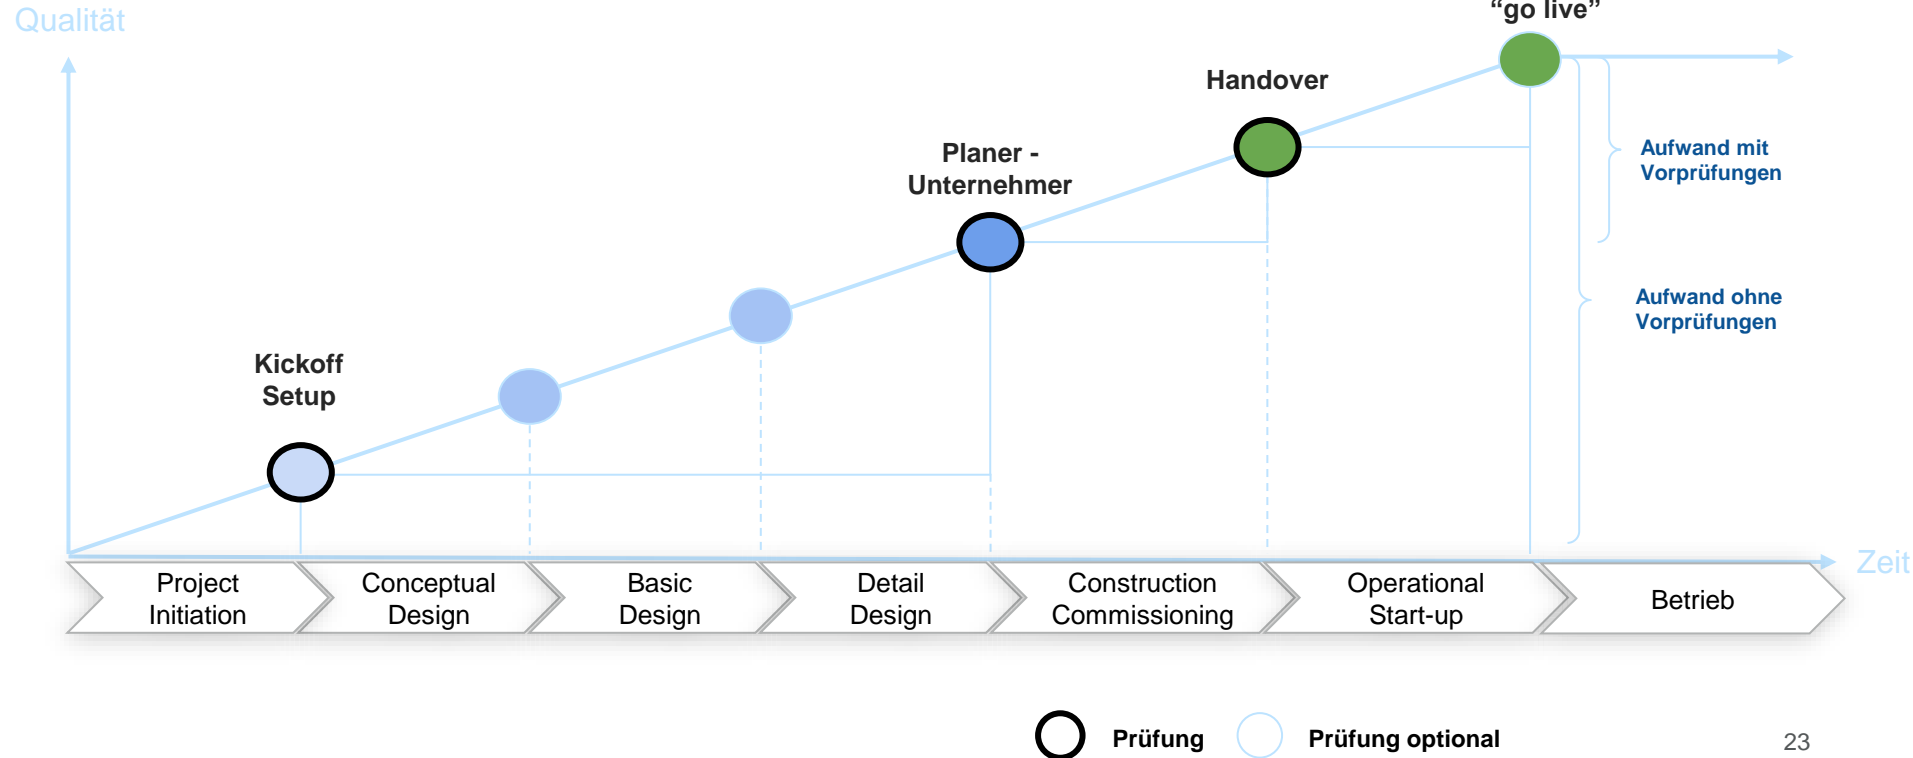 Qualität
“go live”
Handover
Planer -
Unternehmer
Aufwand mit
Vorprüfungen
Aufwand ohne
Vorprüfungen
Kickoff
Setup
Zeit
Project
Initiation
Conceptual
Design
Basic
Design
Detail
Design
Construction
Commissioning
Operational
Start-up
Betrieb
Prüfung
Prüfung optional
23